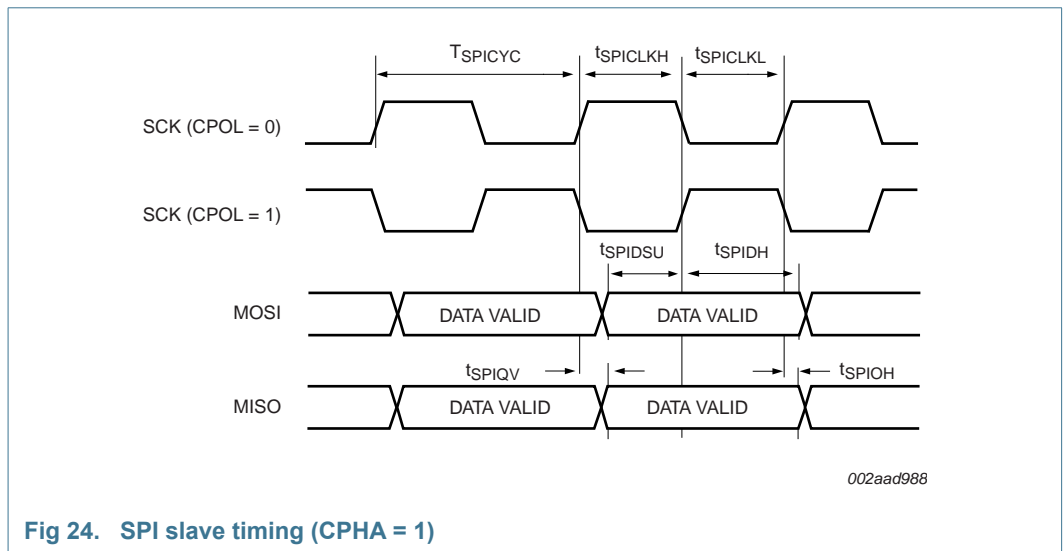 TSPICYC tSPICLKH tSPICLKL
SCK (CPOL = 0)
SCK (CPOL = 1)
tSPIDSU tSPIDH
MOSI DATA VALID DATA VALID
tSPIQV tSPIOH
MISO DATA VALID DATA VALID
002aad988
Fig 24. SPI slave timing (CPHA = 1)